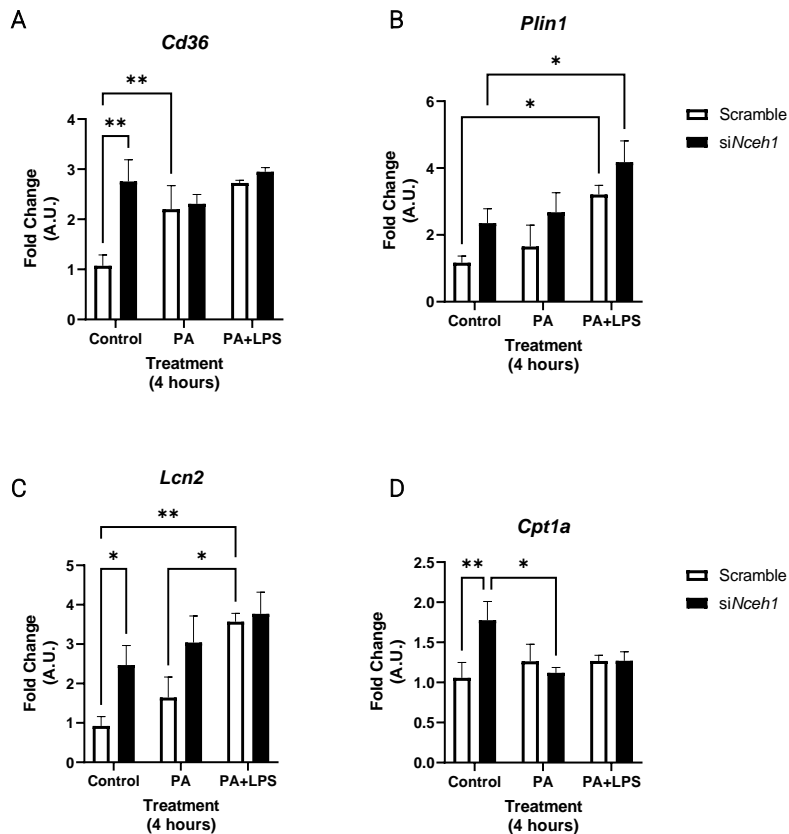 A
Cd36
**
**
4
3
2
1
0
Fold Change
(A.U.)
Control PA PA+LPS
Treatment
(4 hours)
B
Plin1
*
*
6
4
2
0
Fold Change
(A.U.)
Control PA PA+LPS
Treatment
(4 hours)
Scramble
siNceh1
C
Lcn2
**
* *
5
4
3
2
1
0
Fold Change
(A.U.)
Control PA PA+LPS
Treatment
(4 hours)
D
Cpt1a
** *
2.5
2.0
1.5
1.0
0.5
0.0
Fold Change
(A.U.)
Control PA PA+LPS
Treatment
(4 hours)
Scramble
siNceh1